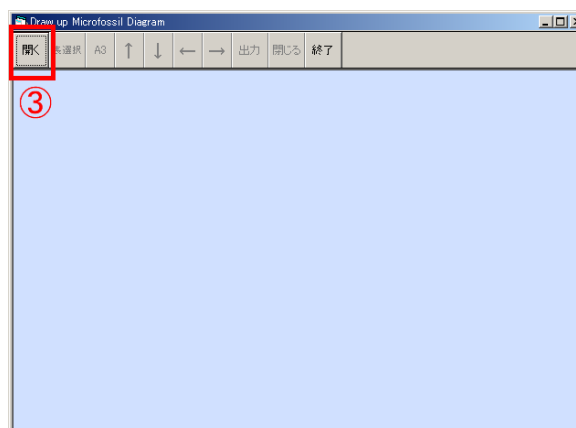 Draw up Microfossil Diagram
開く 表選択 A3 ↑ ↓ ← → 出力 閉じる 終了
③